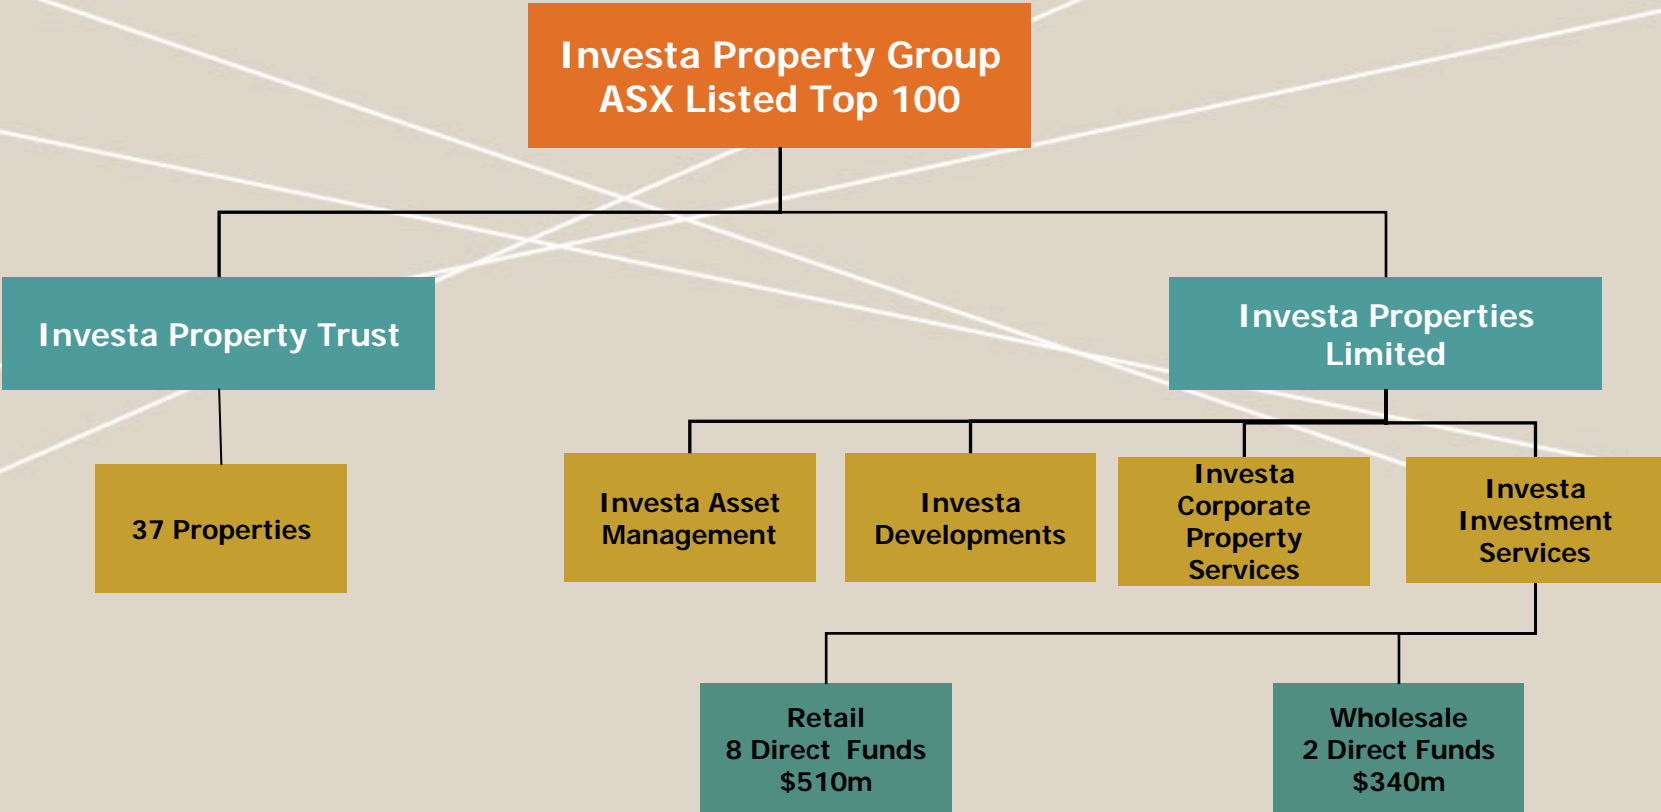 Investa Property Group
ASX Listed Top 100
Investa Property Trust
Investa Properties
Limited
37 Properties
Investa Asset
Management
Investa
Developments
Investa
Corporate
Property
Services
Investa
Investment
Services
Retail
8 Direct Funds
$510m
Wholesale
2 Direct Funds
$340m